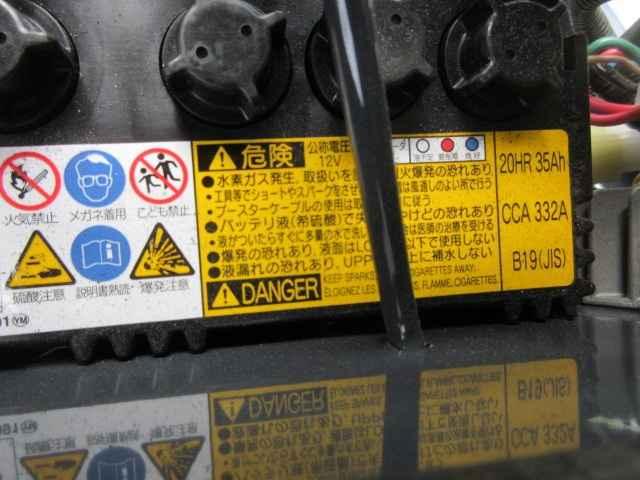 火気禁止
メガネ着用
こども禁止
硫酸注意
説明書熟読
爆発注意
01 YM
危険
公称電圧
12V
● 水素ガス発生、取扱いを
火爆発の恐れあり
・工具等でショートやスパークをさせ
は風通しのよい所で行う
・ブースターケーブルの使用は取
に従う
● バッテリ液(希硫酸)で失
けどの恐れあり
・液がついたらすぐに多量の水で洗い
は医師の治療を受ける
● 爆発の恐れあり、液面はLO
以下で使用しない
● 液漏れの恐れあり、UPP
上に補水しない
DANGER
KEEP SPARKS
CIGARETTES AWAY.
ELOIGNEZ LES
S, FLAMME, CIGARETTES.
20HR 35Ah
CCA 332A
B19(JIS)